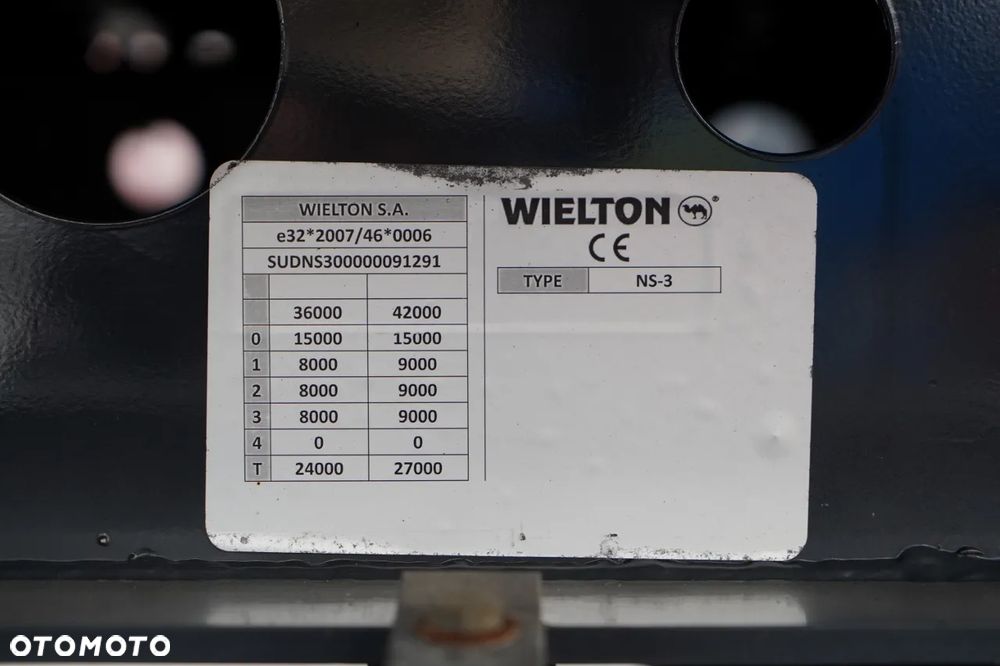 WIELTON S.A.
e32*2007/46*0006
SUDNS300000091291
36000 42000
0 15000 15000
1 8000 9000
2 8000 9000
3 8000 9000
4 0 0
T 24000 27000
WIELTON®
CE
TYPE NS-3
OTOMOTO